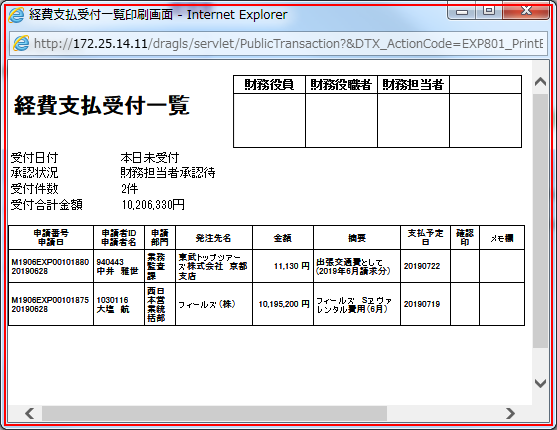 経費支払受付一覧印刷画面 - Internet Explorer
http://172.25.14.11/dragls/servlet/PublicTransaction?&DTX_ActionCode=EXP801_PrintE
財務役員 財務役職者 財務担当者
経費支払受付一覧
受付日付 本日未受付
承認状況 財務担当者承認待
受付件数 2件
受付合計金額 10,206,330円
申請番号 申請者ID 申請 発注先名 金額 摘要 支払予定 確認 メモ欄
申請日 申請者名 部門 日 印
M1906EXP00101880 940443 業務 東武トップツアー 11,130 円 出張交通費として 20190722
20190628 中井 雅世 監査 ズ株式会社 京都 (2019年6月請求分)
課 支店
M1906EXP00101875 1030116 西日 フィールズ(株) 10,195,200 円 フィールズ Sエヴァ 20190719
20190628 大塩 航 本営 レンタル費用(6月)
業統
括部